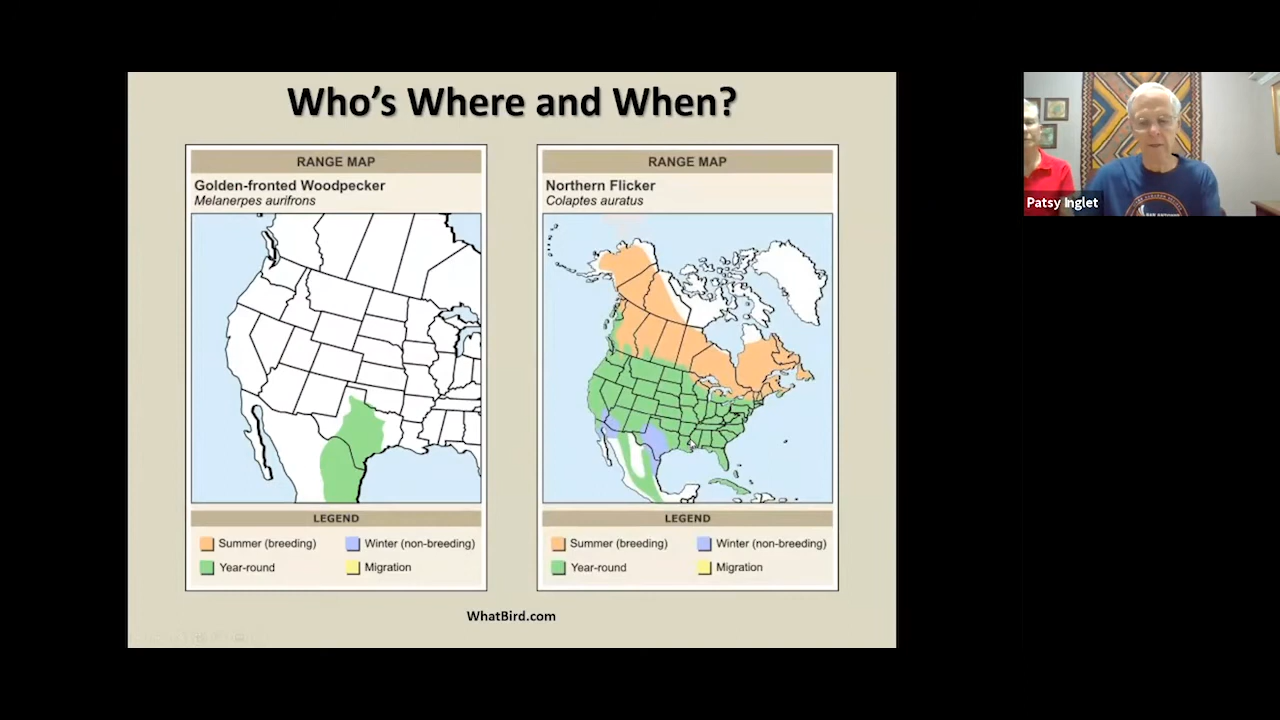 Who's Where and When?
RANGE MAP
Golden-fronted Woodpecker
Melanerpes aurifrons
LEGEND
Summer (breeding)
Winter (non-breeding)
Year-round
Migration
RANGE MAP
Northern Flicker
Colaptes auratus
LEGEND
Summer (breeding)
Winter (non-breeding)
Year-round
Migration
WhatBird.com
Patsy Inglet